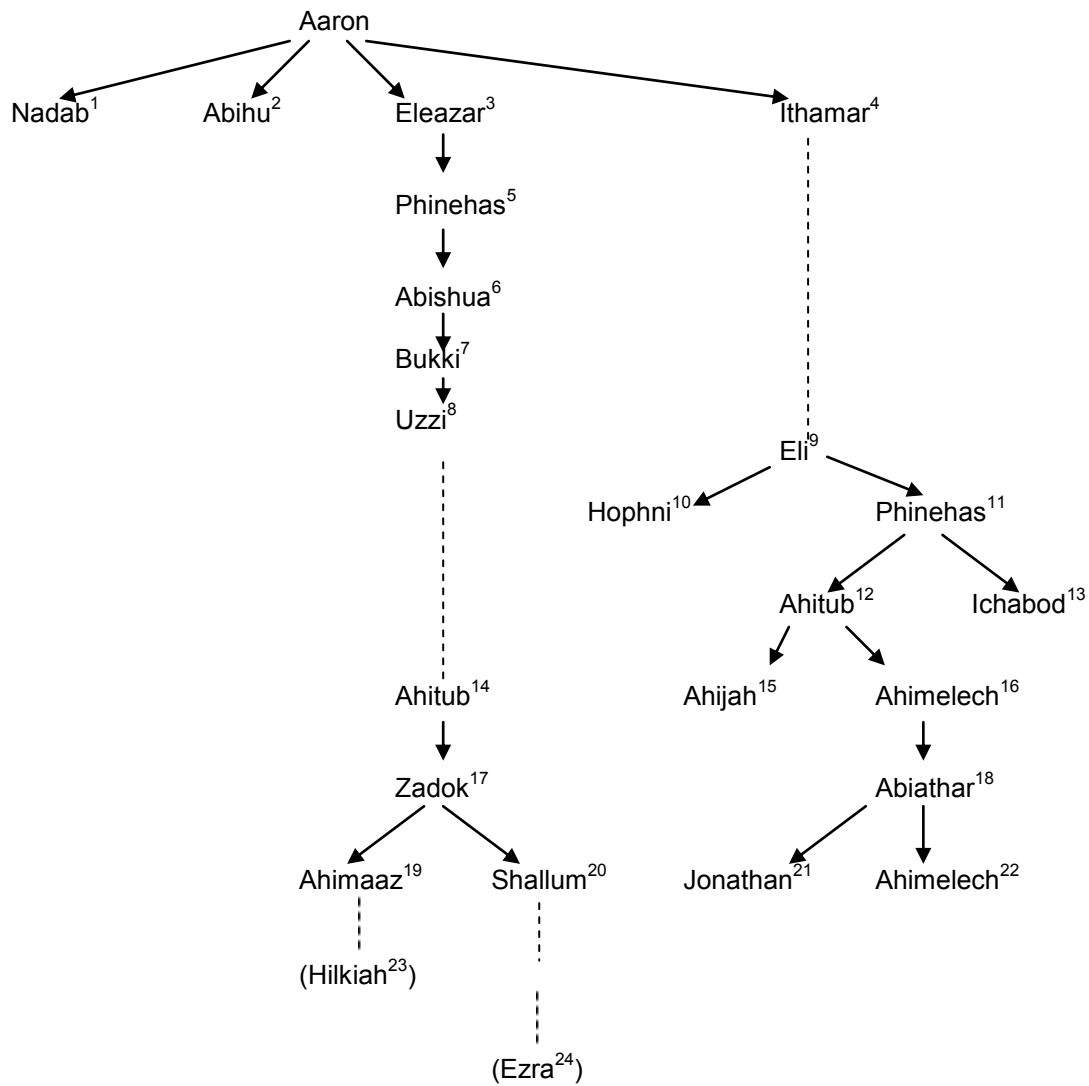 Aaron
Nadab¹ Abihu² Eleazar³ Ithamar⁴
Phinehas⁵
Abishua⁶
Bukki⁷
Uzzi⁸
Eli⁹
Hophni¹⁰ Phinehas¹¹
Ahitub¹² Ichabod¹³
Ahitub¹⁴ Ahijah¹⁵ Ahimelech¹⁶
Zadok¹⁷ Abiathar¹⁸
Ahimaaz¹⁹ Shallum²⁰ Jonathan²¹ Ahimelech²²
(Hilkiah²³)
(Ezra²⁴)